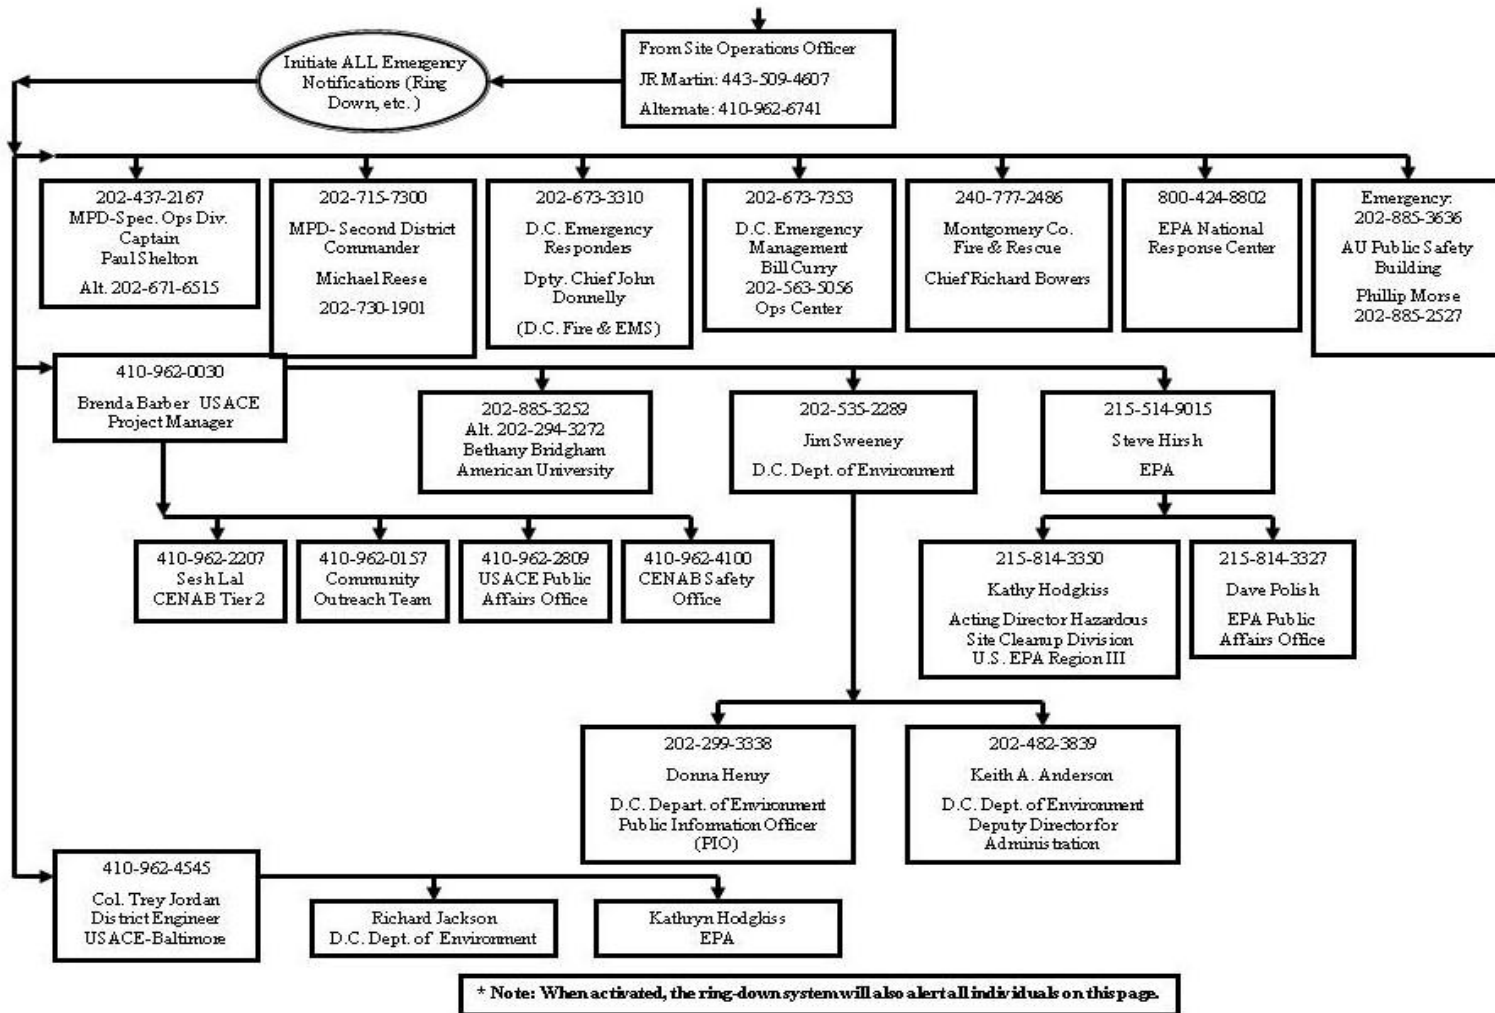 Initiate ALL Emergency
Notifications (Ring
Down, etc. )
From Site Operations Officer
JR Martin: 443-509-4607
Alternate: 410-962-6741
202-437-2167
MPD-Spec. Ops Div.
Captain
Paul Shelton
Alt. 202-671-6515
202-715-7300
MPD- Second District
Commander
Michael Reese
202-730-1901
202-673-3310
D.C. Emergency
Responders
Dpty. Chief John
Donnelly
(D.C. Fire & EMS)
202-673-7353
D.C. Emergency
Management
Bill Curry
202-563-5056
Ops Center
240-777-2486
Montgomery Co.
Fire & Rescue
Chief Richard Bowers
800-424-8802
EPA National
Response Center
Emergency:
202-885-3636
AU Public Safety
Building
Phillip Morse
202-885-2527
410-962-0030
Brenda Barber USACE
Project Manager
202-885-3252
Alt. 202-294-3272
Bethany Bridgham
American University
202-535-2289
Jim Sweeney
D.C. Dept. of Environment
215-514-9015
Steve Hirsh
EPA
410-962-2207
Sesh Lal
CENAB Tier 2
410-962-0157
Community
Outreach Team
410-962-2809
USACE Public
Affairs Office
410-962-4100
CENAB Safety
Office
215-814-3350
Kathy Hodgkiss
Acting Director Hazardous
Site Cleanup Division
U.S. EPA Region III
215-814-3327
Dave Polish
EPA Public
Affairs Office
202-299-3338
Donna Henry
D.C. Depart. of Environment
Public Information Officer
(PIO)
202-482-3839
Keith A. Anderson
D.C. Dept. of Environment
Deputy Director for
Administration
410-962-4545
Col. Trey Jordan
District Engineer
USACE-Baltimore
Richard Jackson
D.C. Dept. of Environment
Kathryn Hodgkiss
EPA
* Note: When activated, the ring-down system will also alert all individuals on this page.